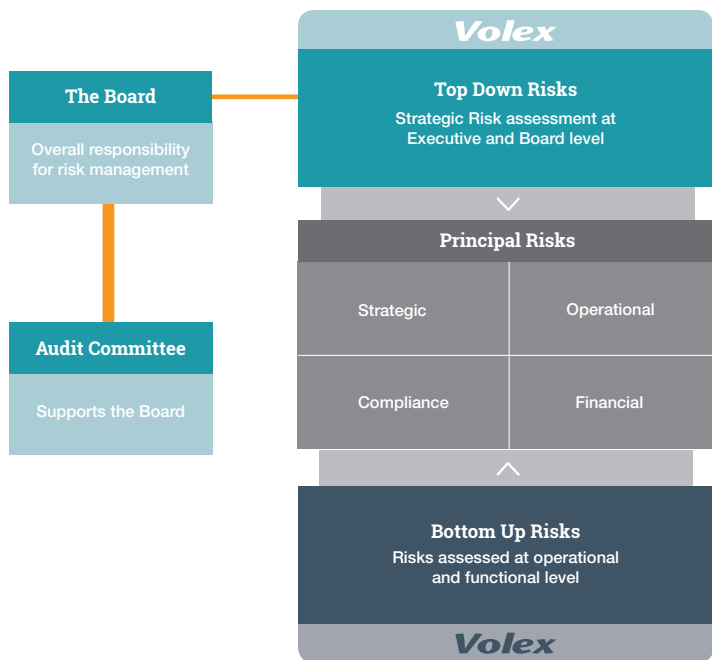 Volex
The Board
Overall responsibility
for risk management
Top Down Risks
Strategic Risk assessment at
Executive and Board level
Principal Risks
Strategic
Operational
Audit Committee
Supports the Board
Compliance
Financial
Bottom Up Risks
Risks assessed at operational
and functional level
Volex